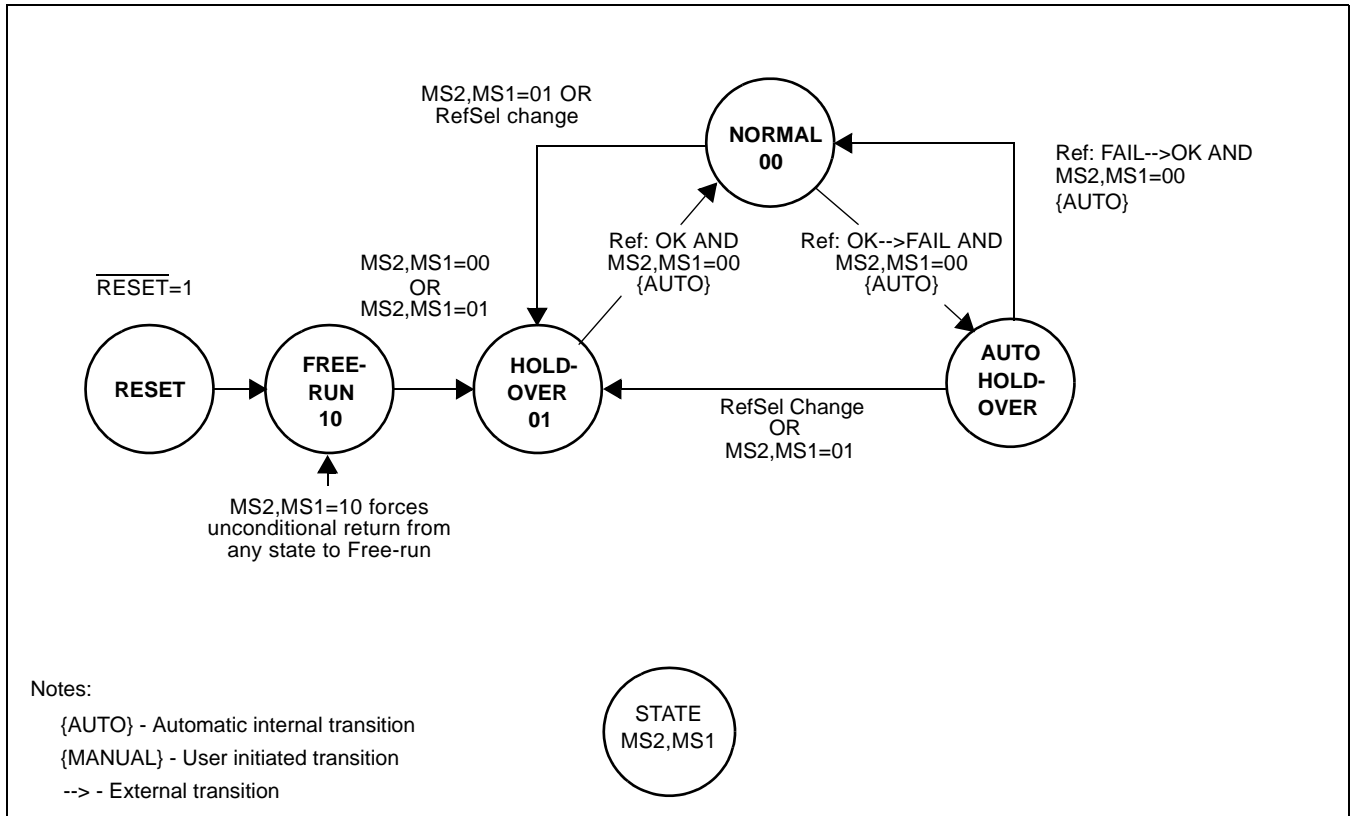 MS2,MS1=01 OR
RefSel change
NORMAL
00
Ref: FAIL-->OK AND
MS2,MS1=00
{AUTO}
Ref: OK AND
MS2,MS1=00
{AUTO}
Ref: OK-->FAIL AND
MS2,MS1=00
{AUTO}
MS2,MS1=00
OR
MS2,MS1=01
RESET=1
RESET
FREE-
RUN
10
HOLD-
OVER
01
AUTO
HOLD-
OVER
RefSel Change
OR
MS2,MS1=01
MS2,MS1=10 forces
unconditional return from
any state to Free-run
Notes:
{AUTO} - Automatic internal transition
{MANUAL} - User initiated transition
--> - External transition
STATE
MS2,MS1